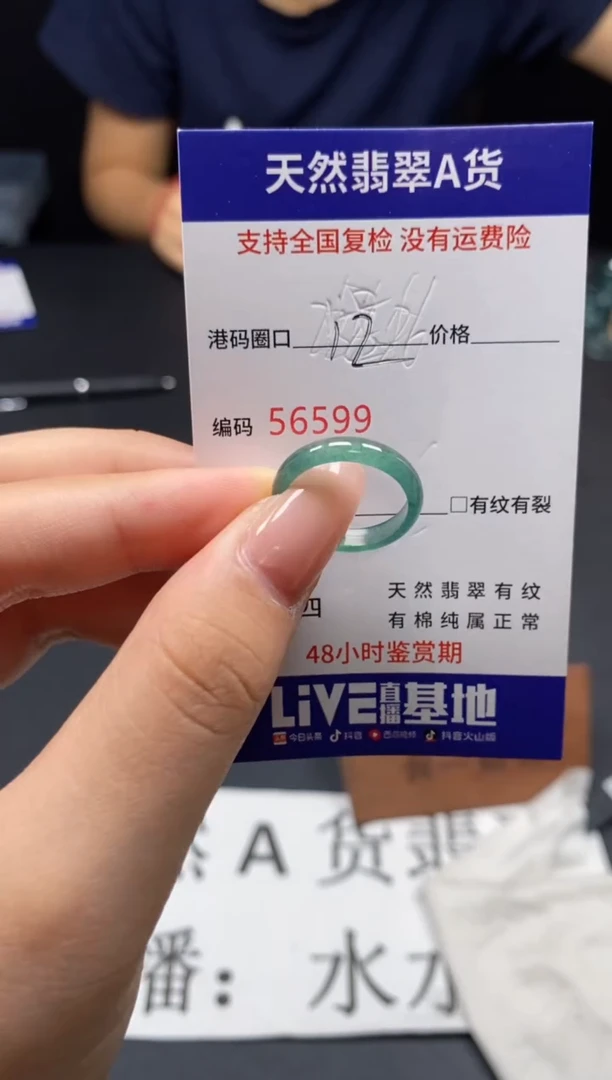 天然翡翠A货
支持全国复检 没有运费险
港码圈口 12 价格
编码 56599
□有纹有裂
四
天然翡翠有纹
有棉纯属正常
48小时鉴赏期
LiVE直播基地
今日头条 抖音 西瓜视频 抖音火山版
A货翡
播：水水